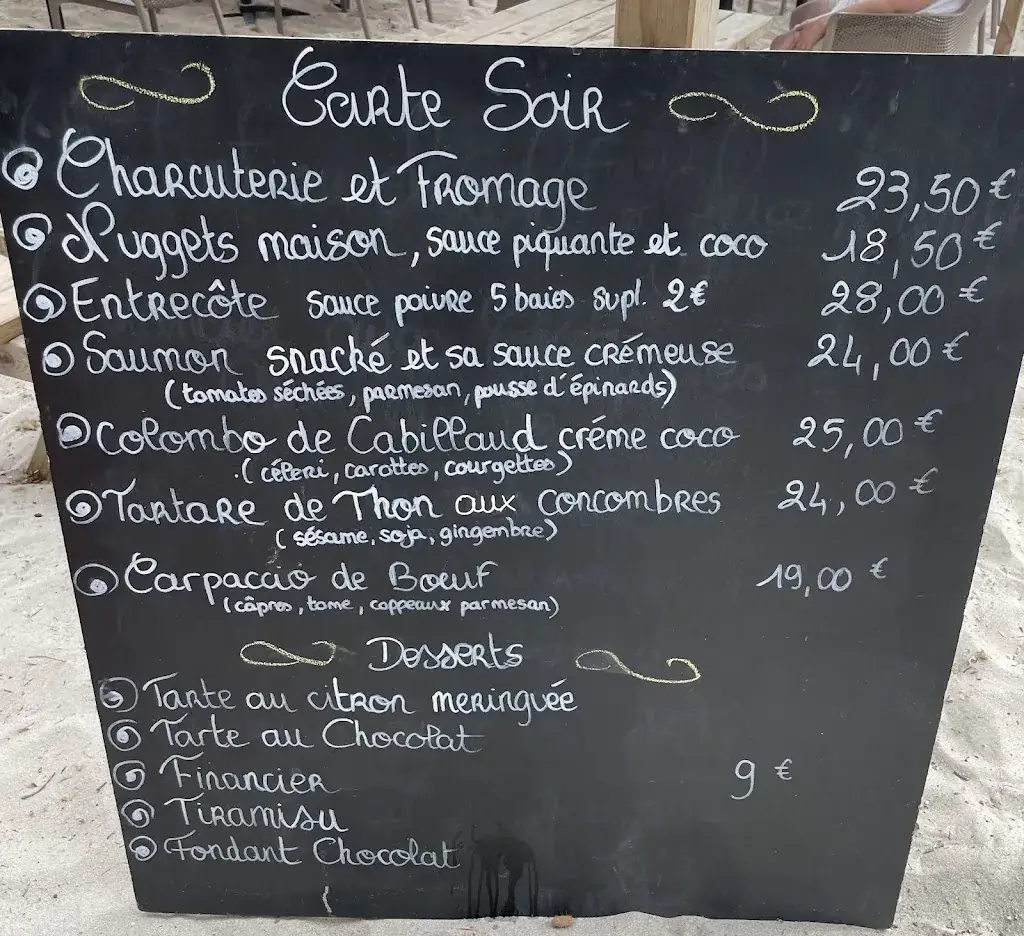 Carte Soir
Charcuterie et Fromage 23,50 €
Nuggets maison, sauce piquante et coco 18,50 €
Entrecôte sauce poivre 5 baies supl. 2€ 28,00 €
Saumon snacké et sa sauce crémeuse 24,00 €
(tomates séchées, parmesan, pousse d'épinards)
Colombo de Cabillaud créme coco 25,00 €
(céleri, carottes, courgettes)
Tartare de Thon aux concombres 24,00 €
(sésame, soja, gingembre)
Carpaccio de Boeuf 19,00 €
(câpres, tome, coppeaux parmesan)
Desserts
Tarte au citron meringuée
Tarte au Chocolat
Financier 9 €
Tiramisu
Fondant Chocolat